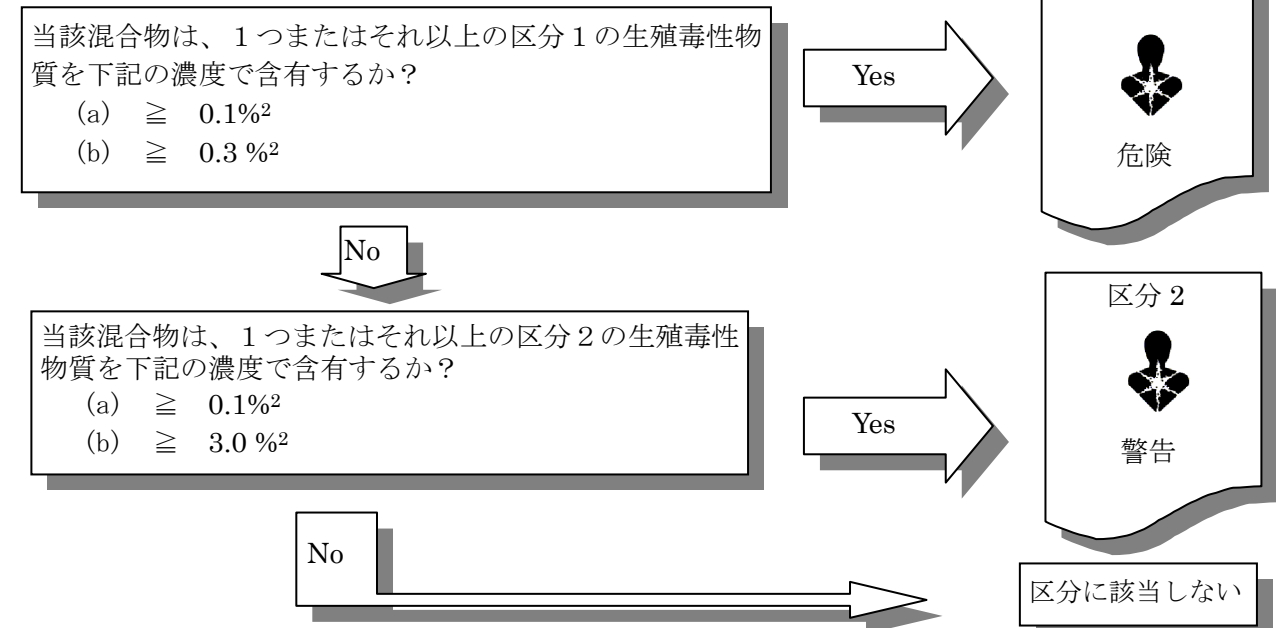 当該混合物は、１つまたはそれ以上の区分１の生殖毒性物
質を下記の濃度で含有するか？
(a) ≧ 0.1%²
(b) ≧ 0.3 %²
Yes
危険
No
当該混合物は、１つまたはそれ以上の区分２の生殖毒性
物質を下記の濃度で含有するか？
(a) ≧ 0.1%²
(b) ≧ 3.0 %²
Yes
区分 2
警告
No
区分に該当しない